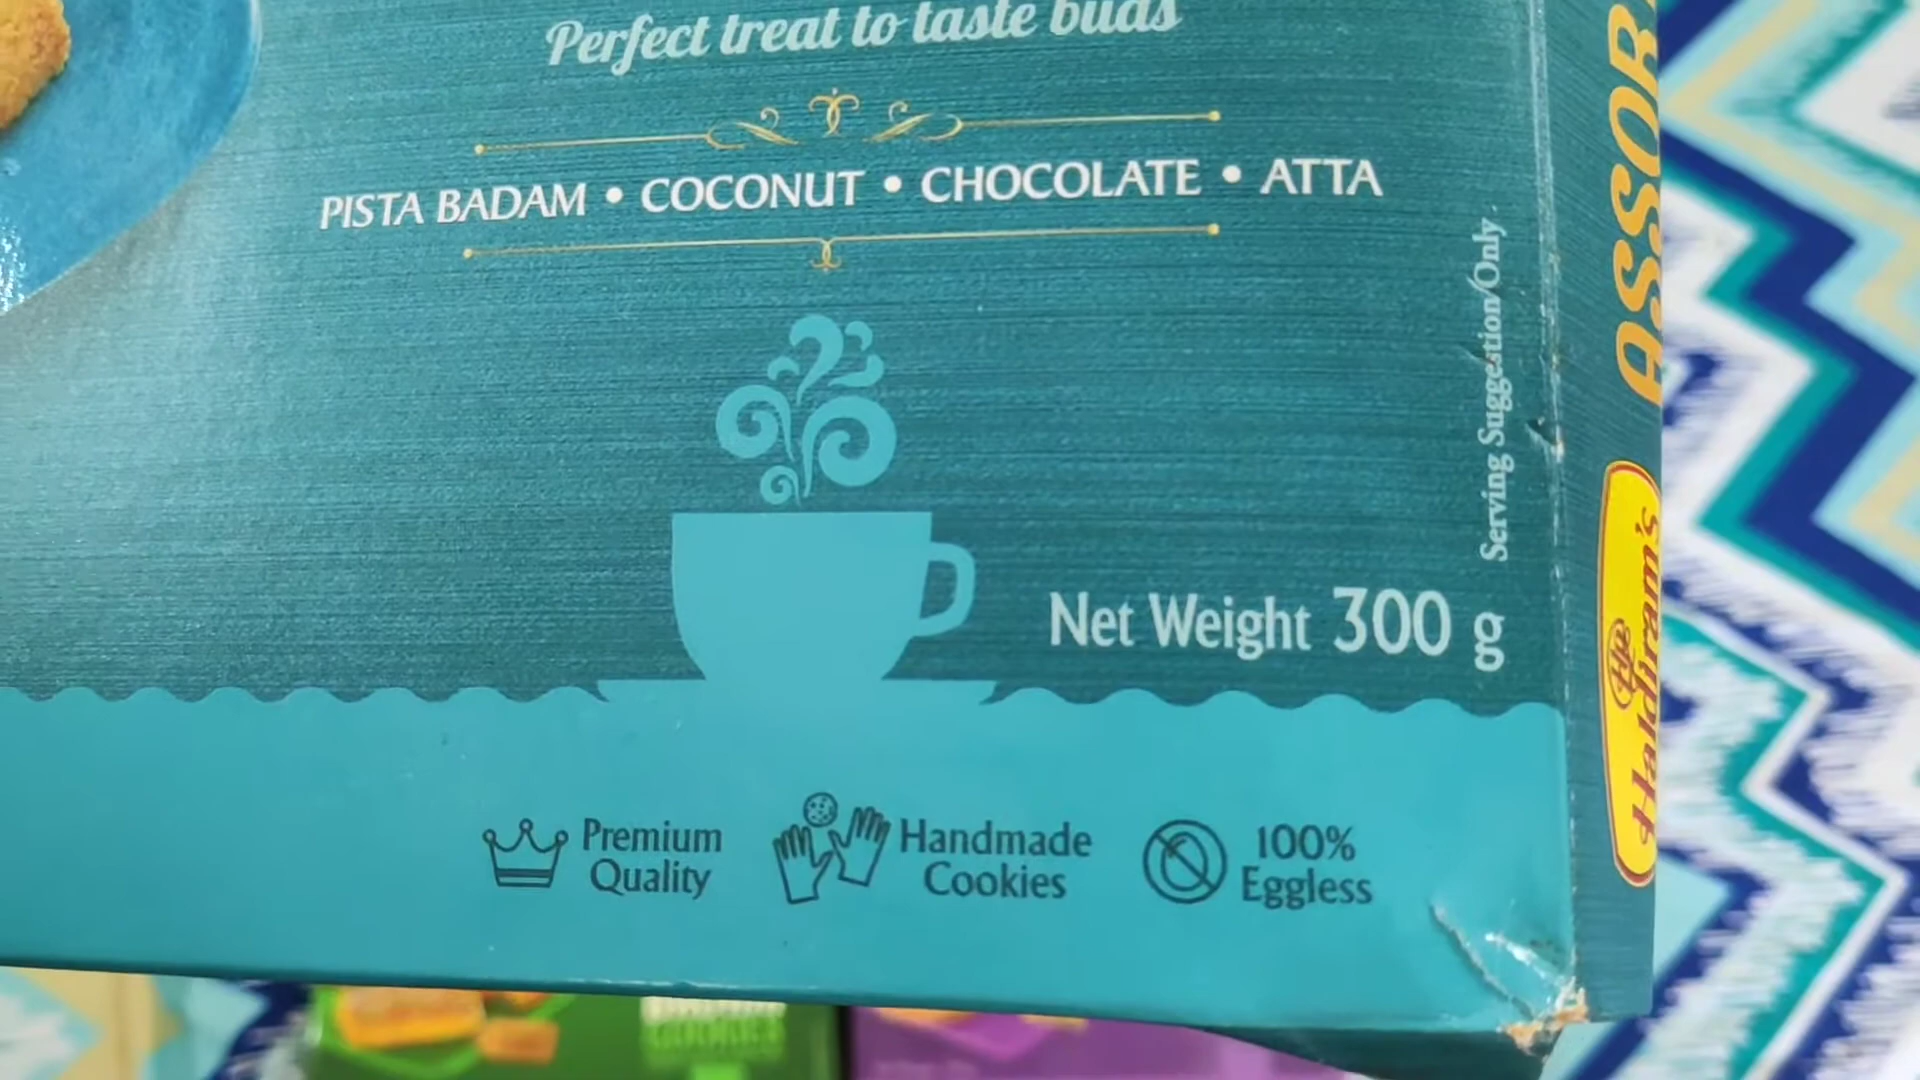 Perfect treat to taste buds
PISTA BADAM • COCONUT • CHOCOLATE • ATTA
Serving Suggestion Only.
Net Weight 300 g
Premium
Quality
Handmade
Cookies
100%
Eggless
Haldiram's
COOKIES